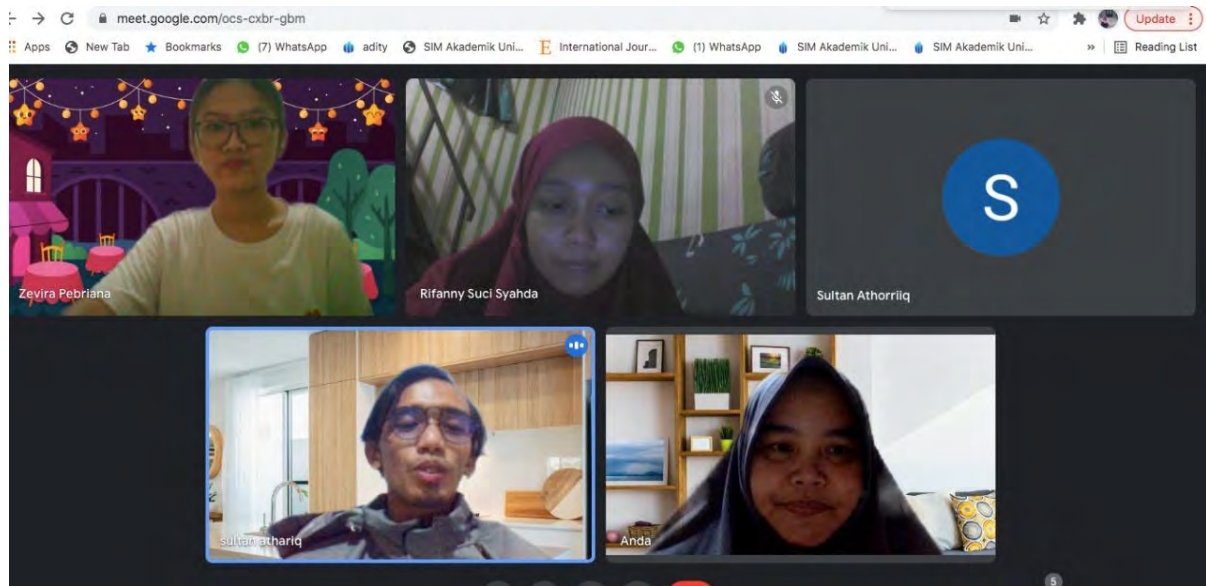 meet.google.com/ocs-cxbr-gbm
Update
Apps New Tab Bookmarks (7) WhatsApp adity SIM Akademik Uni... E International Jour... (1) WhatsApp SIM Akademik Uni... SIM Akademik Uni... » Reading List
S
Zevira Pebriana
Rifanny Suci Syahda
Sultan Athorriiq
sultan athariq
Anda
5